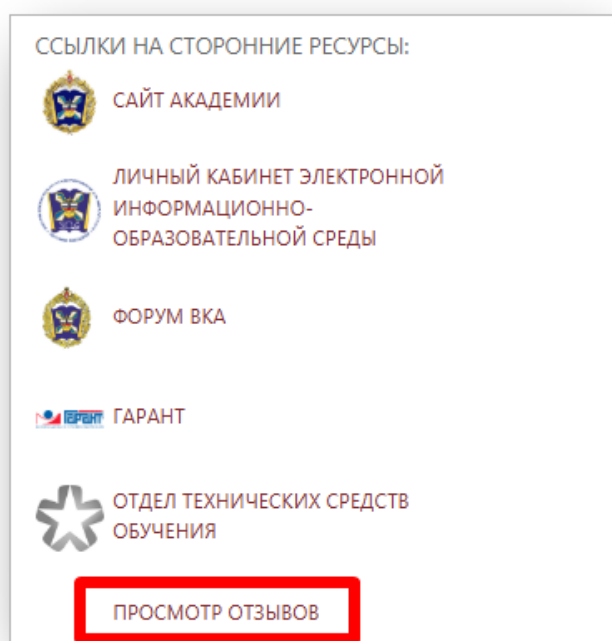 ССЫЛКИ НА СТОРОННИЕ РЕСУРСЫ:
САЙТ АКАДЕМИИ
ЛИЧНЫЙ КАБИНЕТ ЭЛЕКТРОННОЙ
ИНФОРМАЦИОННО-
ОБРАЗОВАТЕЛЬНОЙ СРЕДЫ
ФОРУМ ВКА
ГАРАНТ ГАРАНТ
ОТДЕЛ ТЕХНИЧЕСКИХ СРЕДСТВ
ОБУЧЕНИЯ
ПРОСМОТР ОТЗЫВОВ